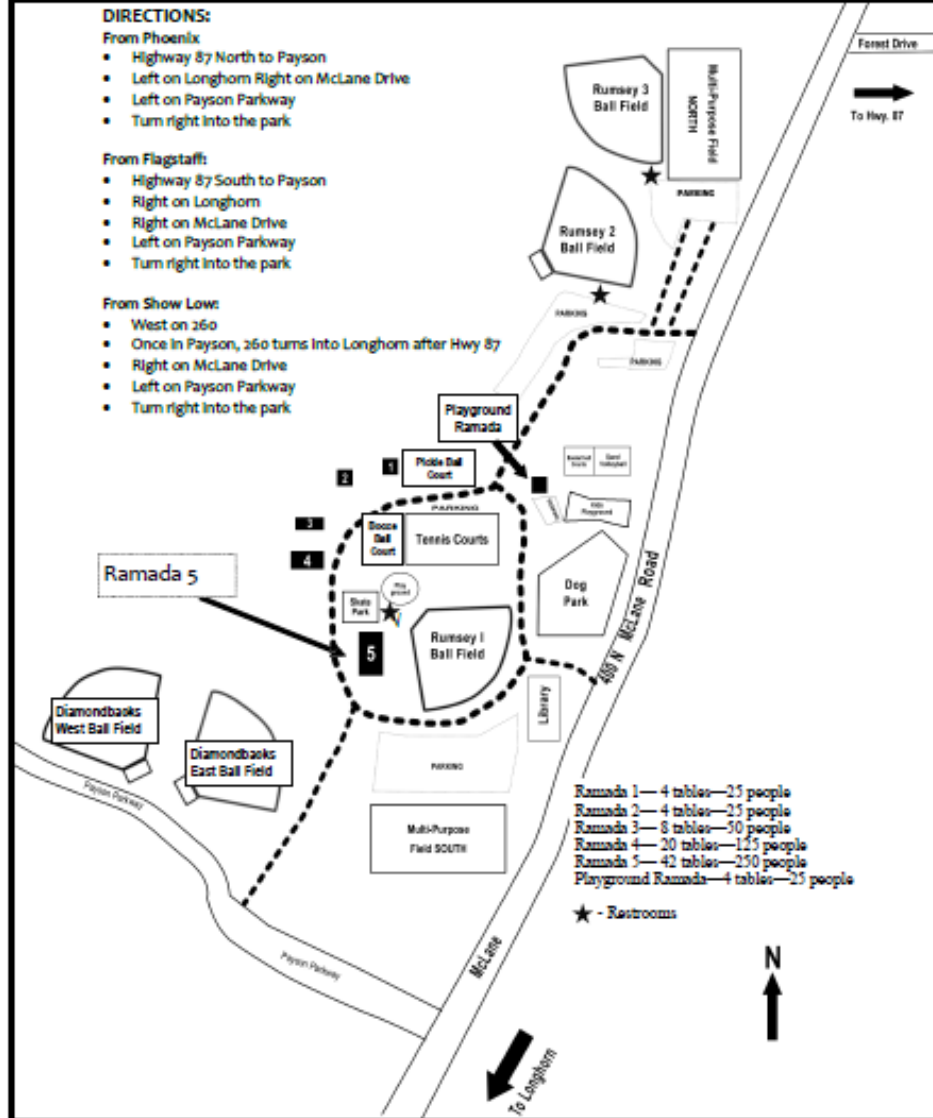 DIRECTIONS:
From Phoenix
• Highway 87 North to Payson
• Left on Longhorn Right on McLane Drive
• Left on Payson Parkway
• Turn right into the park
From Flagstaff:
• Highway 87 South to Payson
• Right on Longhorn
• Right on McLane Drive
• Left on Payson Parkway
• Turn right into the park
From Show Low:
• West on 260
• Once in Payson, 260 turns into Longhorn after Hwy 87
• Right on McLane Drive
• Left on Payson Parkway
• Turn right into the park
Forest Drive
To Hwy. 87
Rumsey 3
Ball Field
Multi-Purpose Field
NORTH
PARKING
Rumsey 2
Ball Field
PARKING
PARKING
Playground
Ramada
Pickle Ball
Court
1
2
3
4
PARKING
Bocce
Ball
Court
Tennis Courts
Sand
Volleyball
Playground
Dog
Park
Ramada 5
Skate
Park
Play
ground
5
Rumsey 1
Ball Field
400 N McLane Road
Library
Diamondbacks
West Ball Field
Diamondbacks
East Ball Field
PARKING
Payson Parkway
Multi-Purpose
Field SOUTH
Ramada 1— 4 tables—25 people
Ramada 2— 4 tables—25 people
Ramada 3— 8 tables—50 people
Ramada 4— 20 tables—125 people
Ramada 5— 42 tables—250 people
Playground Ramada—4 tables—25 people
★ - Restrooms
Payson Parkway
McLane
N
To Longhorn